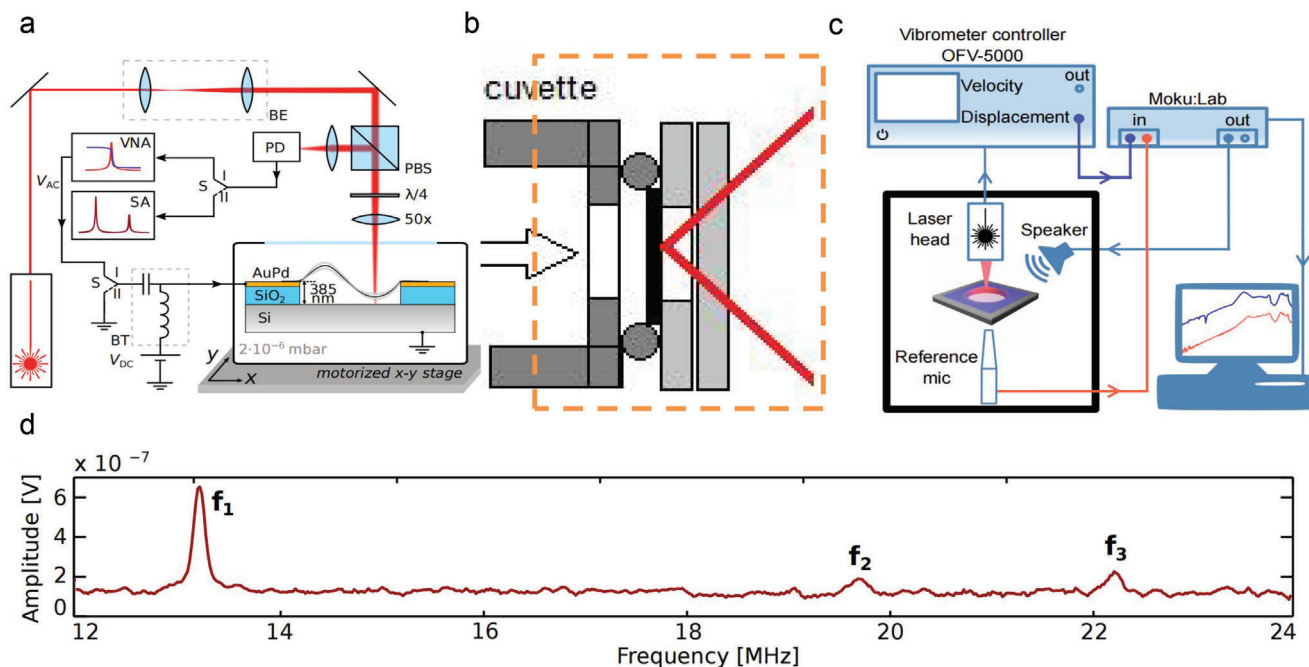 a
BE
VNA
PD
V_AC
S
I
II
PBS
SA
λ/4
50x
S
I
II
AuPd
SiO₂
385
nm
Si
BT
V_DC
2·10⁻⁶ mbar
y
x
motorized x-y stage
b
cuvette
c
Vibrometer controller
OFV-5000
out
Velocity
Displacement
Moku:Lab
in
out
Laser
head
Speaker
Reference
mic
d
x 10⁻⁷
Amplitude [V]
6
4
2
0
f₁
f₂
f₃
12
14
16
18
20
22
24
Frequency [MHz]